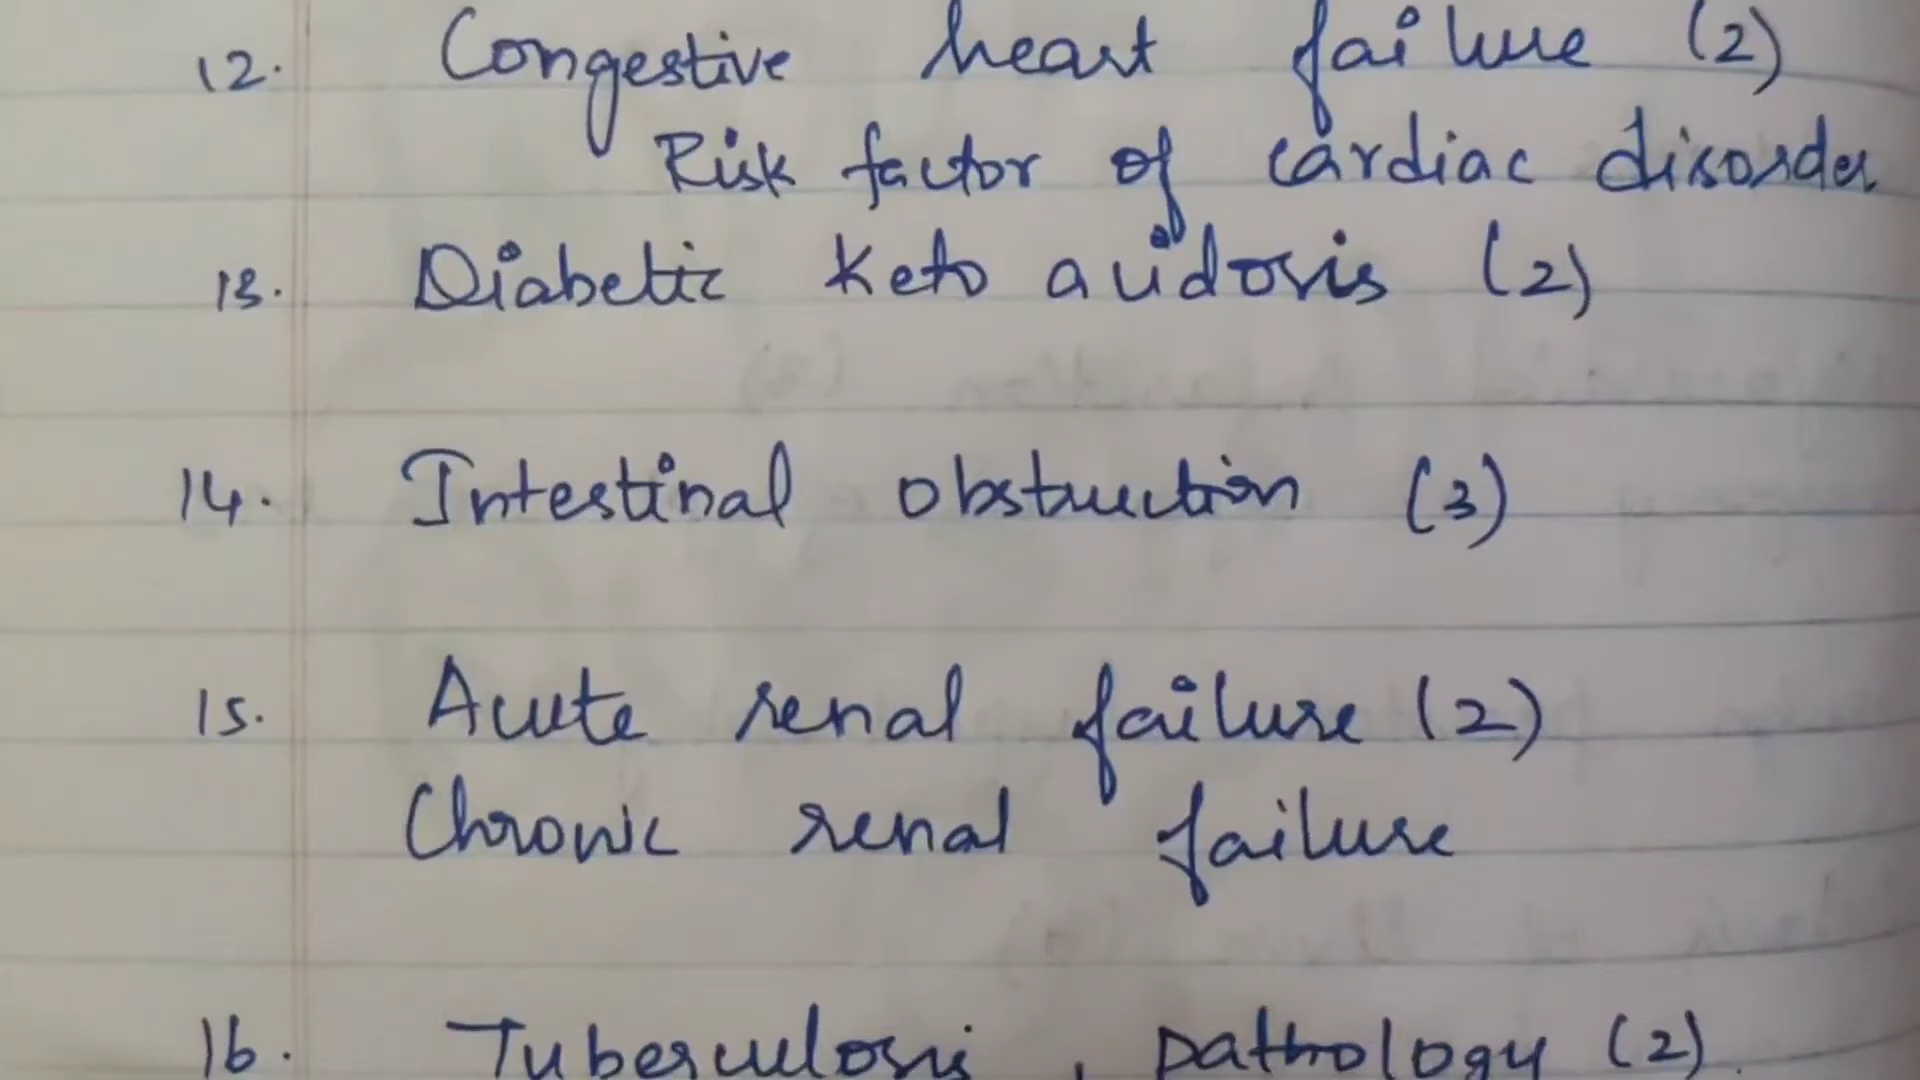 12. Congestive heart failure (2)
Risk factor of cardiac disorder
13. Diabetic Keto acidosis (2)
14. Intestinal obstruction (3)
15. Acute renal failure (2)
Chronic renal failure
16. Tuberculosis, pathology (2)